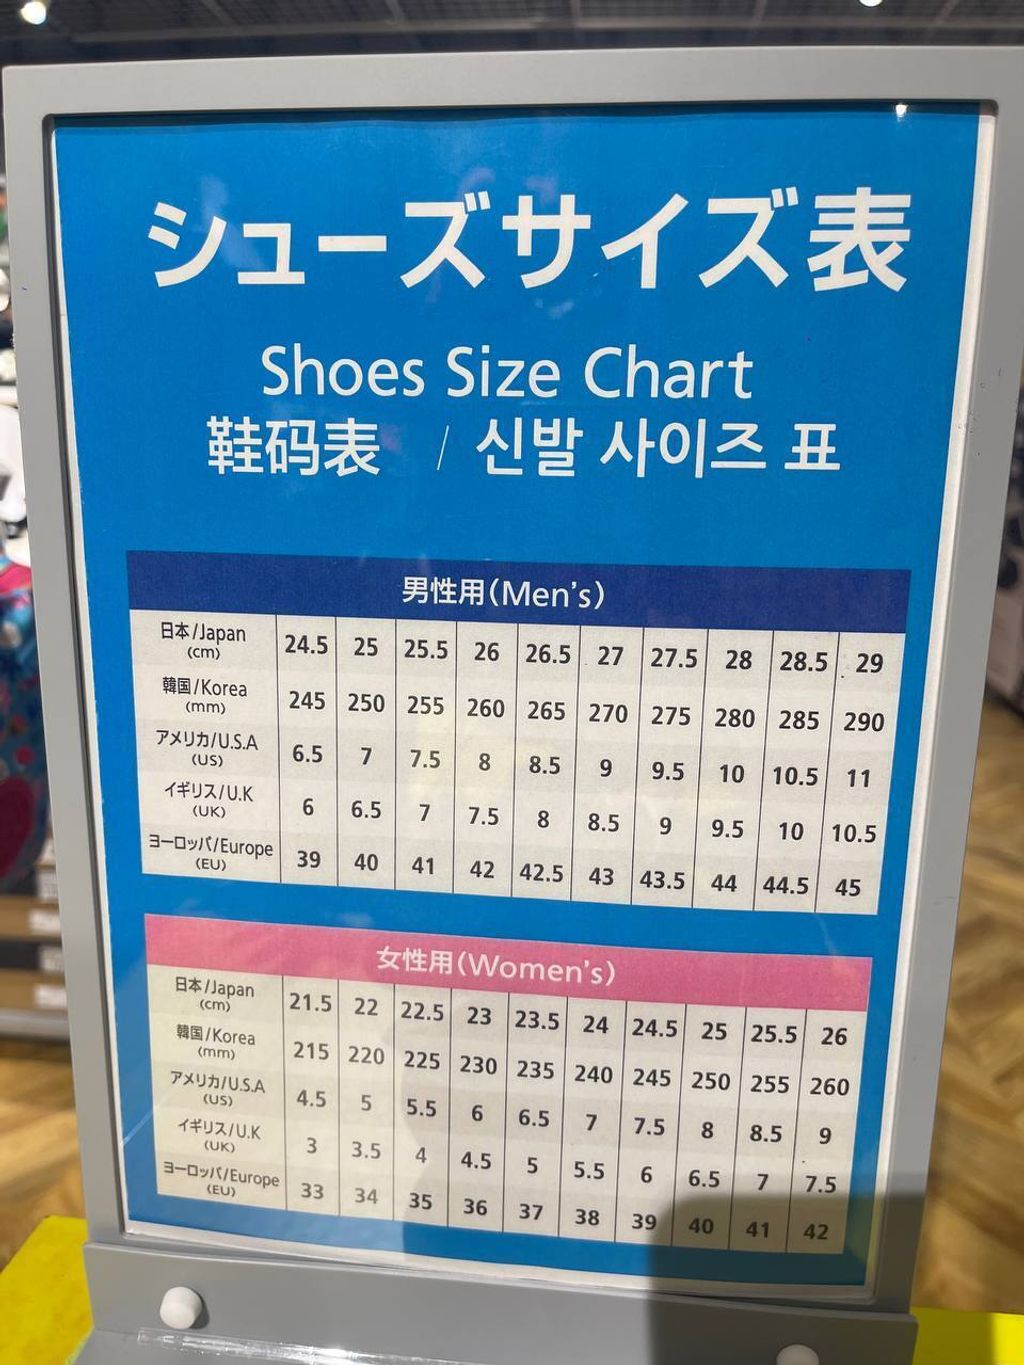 シューズサイズ表
Shoes Size Chart
鞋码表 / 신발 사이즈 표
男性用(Men's)
日本/Japan (cm) 24.5 25 25.5 26 26.5 27 27.5 28 28.5 29
韓国/Korea (mm) 245 250 255 260 265 270 275 280 285 290
アメリカ/U.S.A (US) 6.5 7 7.5 8 8.5 9 9.5 10 10.5 11
イギリス/U.K (UK) 6 6.5 7 7.5 8 8.5 9 9.5 10 10.5
ヨーロッパ/Europe (EU) 39 40 41 42 42.5 43 43.5 44 44.5 45
女性用(Women's)
日本/Japan (cm) 21.5 22 22.5 23 23.5 24 24.5 25 25.5 26
韓国/Korea (mm) 215 220 225 230 235 240 245 250 255 260
アメリカ/U.S.A (US) 4.5 5 5.5 6 6.5 7 7.5 8 8.5 9
イギリス/U.K (UK) 3 3.5 4 4.5 5 5.5 6 6.5 7 7.5
ヨーロッパ/Europe (EU) 33 34 35 36 37 38 39 40 41 42